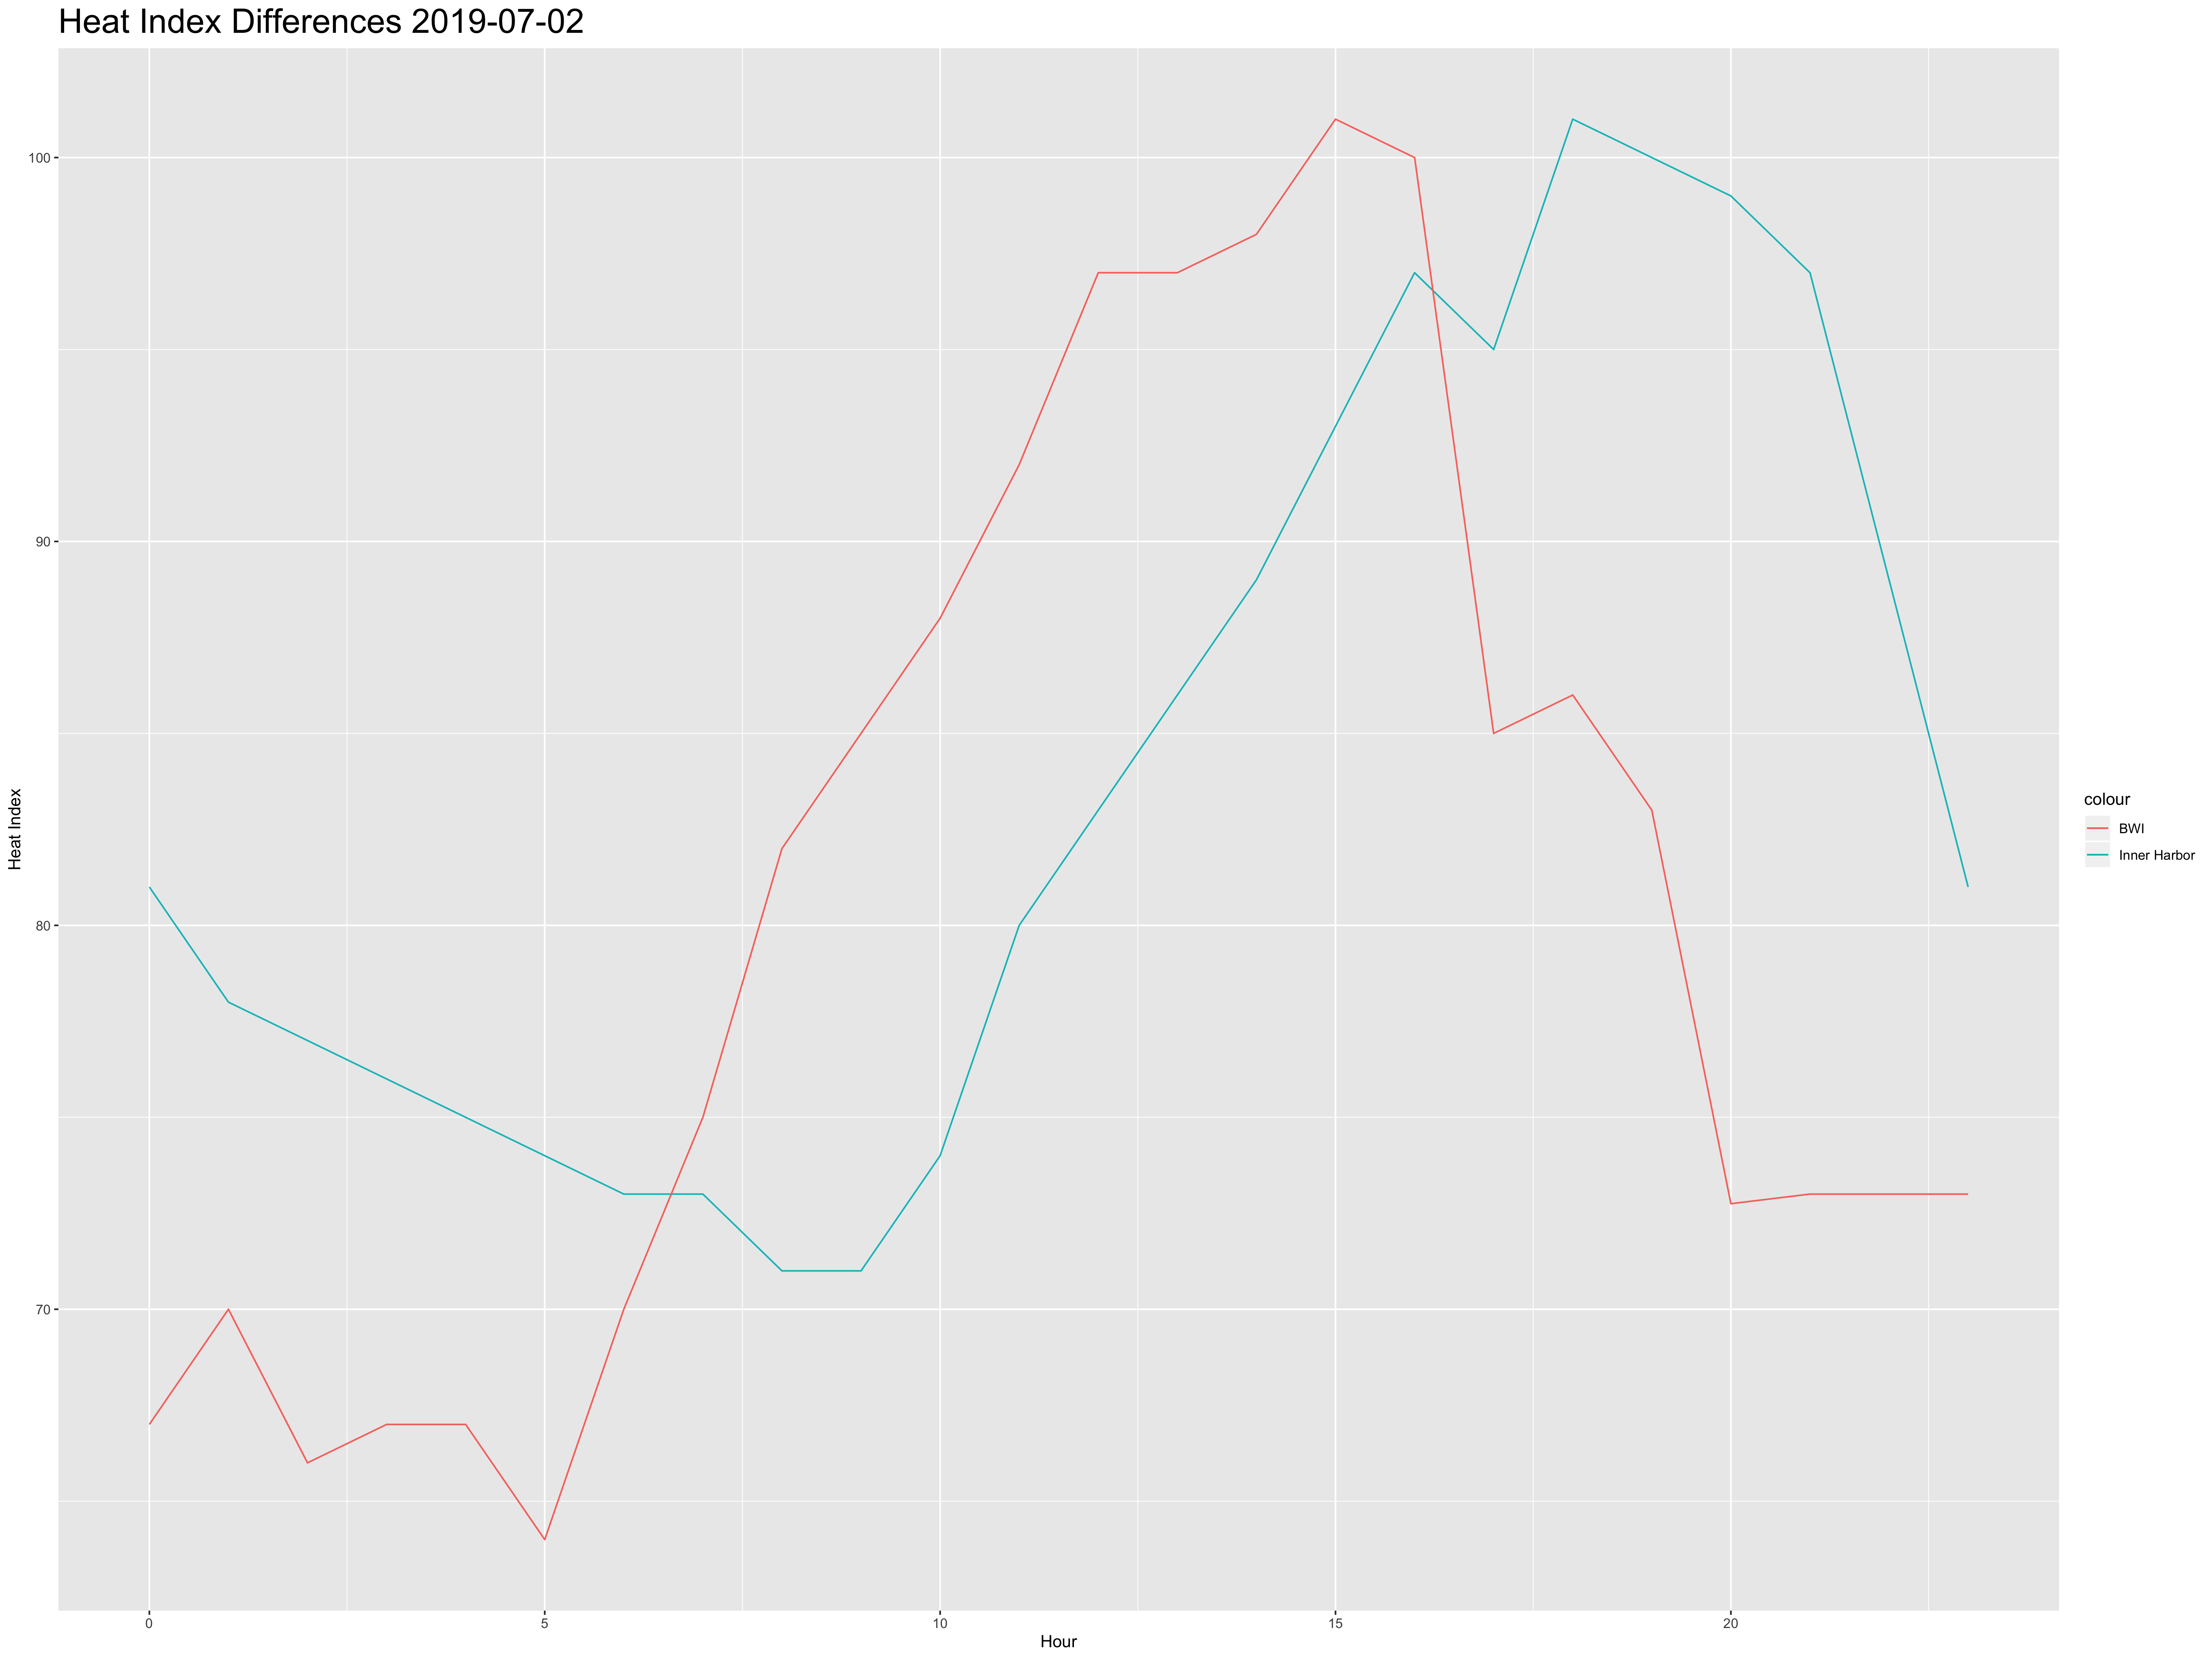 Heat Index Differences 2019-07-02
100
90
80
70
Heat Index
0 5 10 15 20
Hour
colour
BWI
Inner Harbor